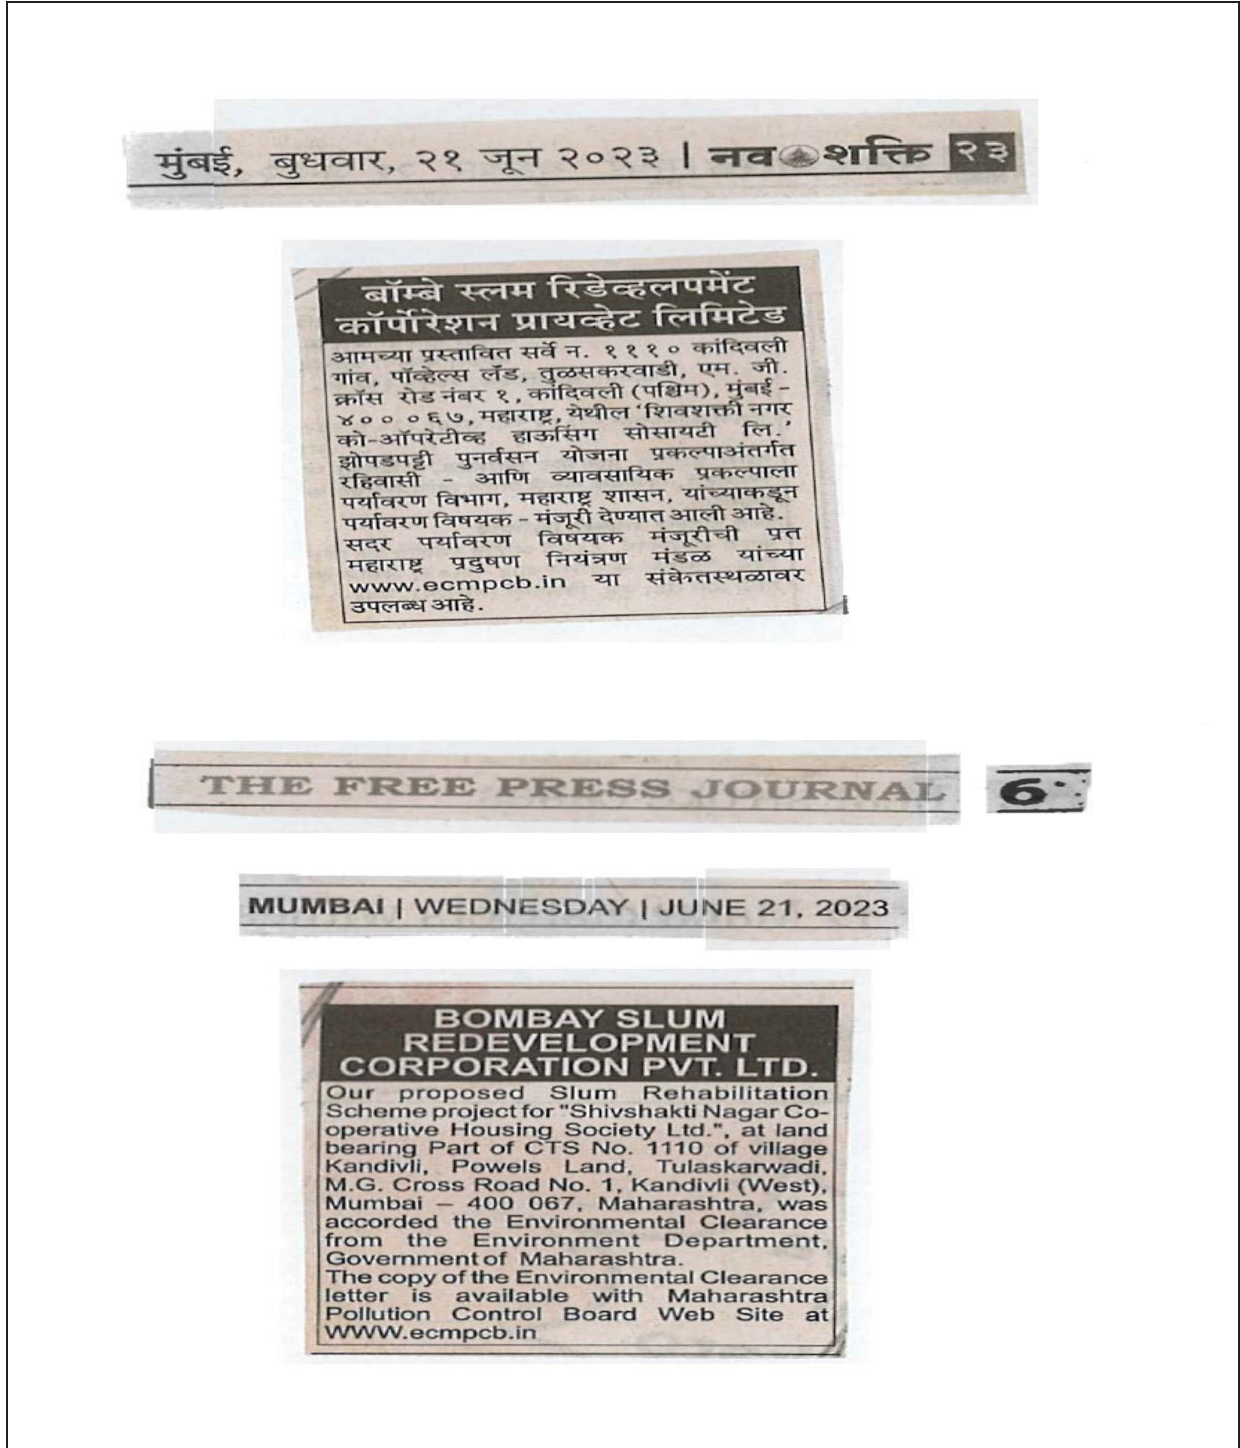 मुंबई, बुधवार, २१ जून २०२३ | नव शक्ति २३
बॉम्बे स्लम रिडेव्हलपमेंट
कॉर्पोरेशन प्रायव्हेट लिमिटेड
आमच्या प्रस्तावित सर्वे न. १११० कांदिवली
गांव, पॉव्हेल्स लॅंड, तुळसकरवाडी, एम. जी.
क्रॉस रोड नंबर १, कांदिवली (पश्चिम), मुंबई -
४०० ०६७, महाराष्ट्र, येथील 'शिवशक्ती नगर
को-ऑपरेटीव्ह हाऊसिंग सोसायटी लि.'
झोपडपट्टी पुनर्वसन योजना प्रकल्पाअंतर्गत
रहिवासी - आणि व्यावसायिक प्रकल्पाला
पर्यावरण विभाग, महाराष्ट्र शासन, यांच्याकडून
पर्यावरण विषयक - मंजूरी देण्यात आली आहे.
सदर पर्यावरण विषयक मंजूरीची प्रत
महाराष्ट्र प्रदुषण नियंत्रण मंडळ यांच्या
www.ecmpcb.in या संकेतस्थळावर
उपलब्ध आहे.
THE FREE PRESS JOURNAL 6
MUMBAI | WEDNESDAY | JUNE 21, 2023
BOMBAY SLUM
REDEVELOPMENT
CORPORATION PVT. LTD.
Our proposed Slum Rehabilitation
Scheme project for "Shivshakti Nagar Co-
operative Housing Society Ltd.", at land
bearing Part of CTS No. 1110 of village
Kandivli, Powels Land, Tulaskarwadi,
M.G. Cross Road No. 1, Kandivli (West),
Mumbai – 400 067, Maharashtra, was
accorded the Environmental Clearance
from the Environment Department,
Government of Maharashtra.
The copy of the Environmental Clearance
letter is available with Maharashtra
Pollution Control Board Web Site at
WWW.ecmpcb.in